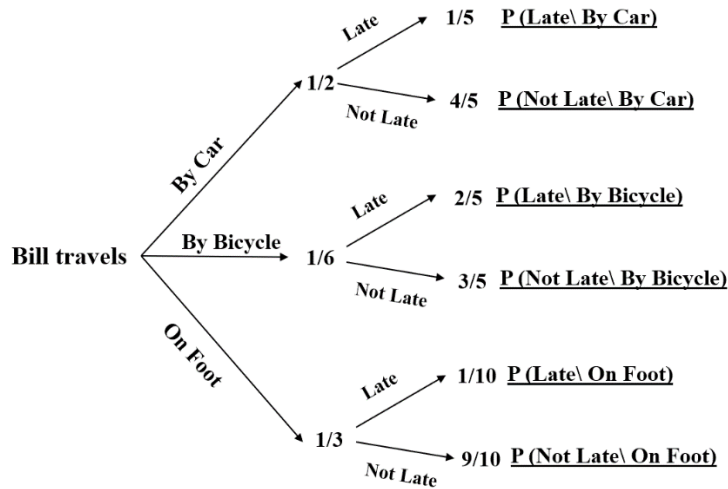 Late
1/5 P (Late\ By Car)
1/2
Not Late
4/5 P (Not Late\ By Car)
By Car
Late
2/5 P (Late\ By Bicycle)
Bill travels
By Bicycle
1/6
Not Late
3/5 P (Not Late\ By Bicycle)
On Foot
Late
1/10 P (Late\ On Foot)
1/3
Not Late
9/10 P (Not Late\ On Foot)